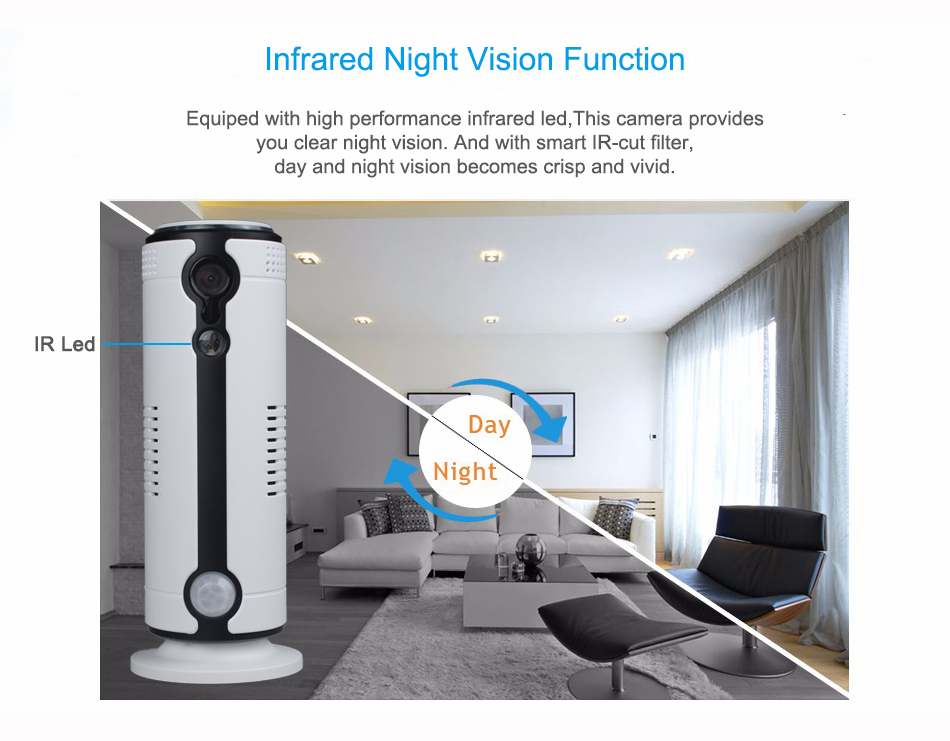 Infrared Night Vision Function
Equiped with high performance infrared led,This camera provides
you clear night vision. And with smart IR-cut filter,
day and night vision becomes crisp and vivid.
IR Led
Day
Night